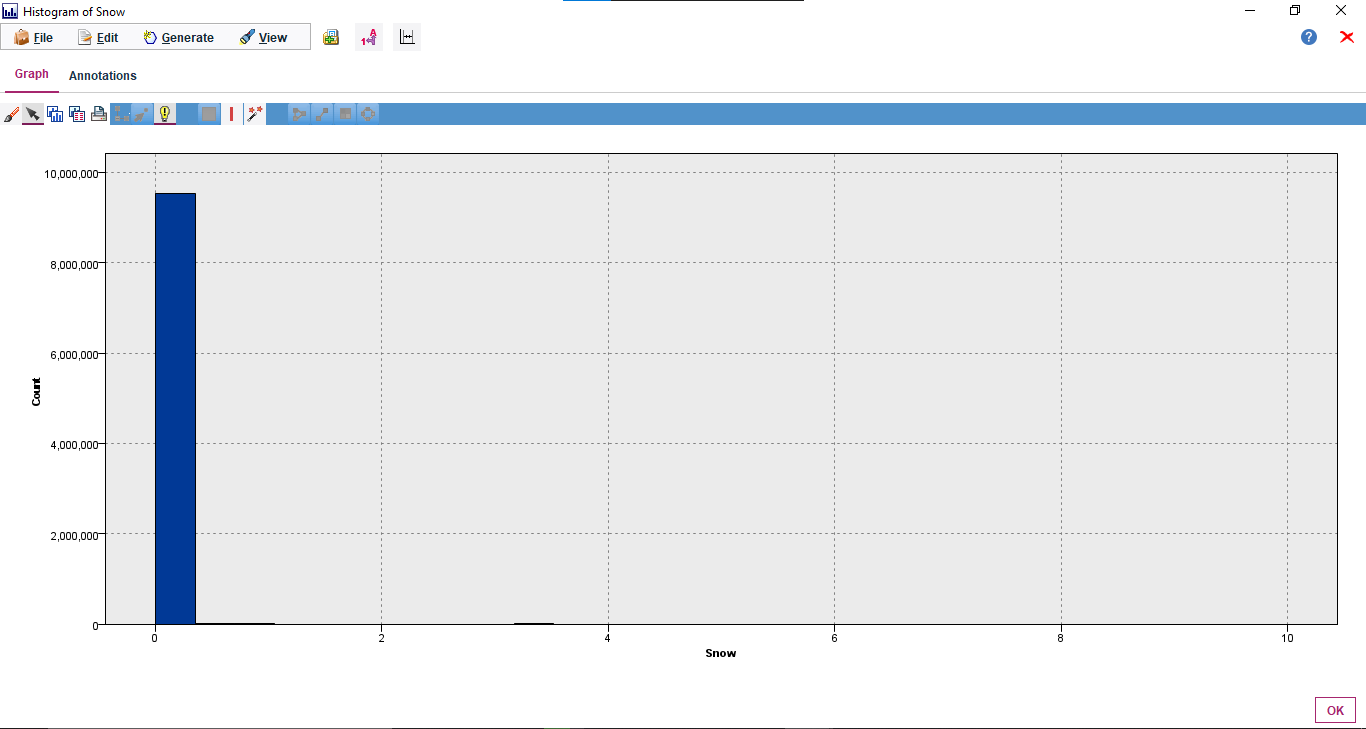 Histogram of Snow
File Edit Generate View
Graph Annotations
10,000,000
8,000,000
6,000,000
4,000,000
2,000,000
0
Count
0 2 4 6 8 10
Snow
OK